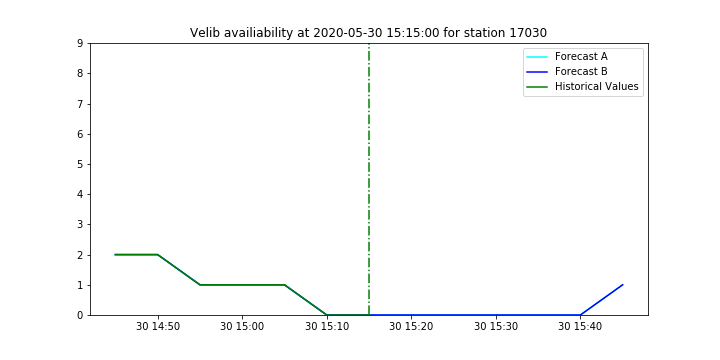 Velib availiability at 2020-05-30 15:15:00 for station 17030
9
8
7
6
5
4
3
2
1
0
Forecast A
Forecast B
Historical Values
30 14:50 30 15:00 30 15:10 30 15:20 30 15:30 30 15:40